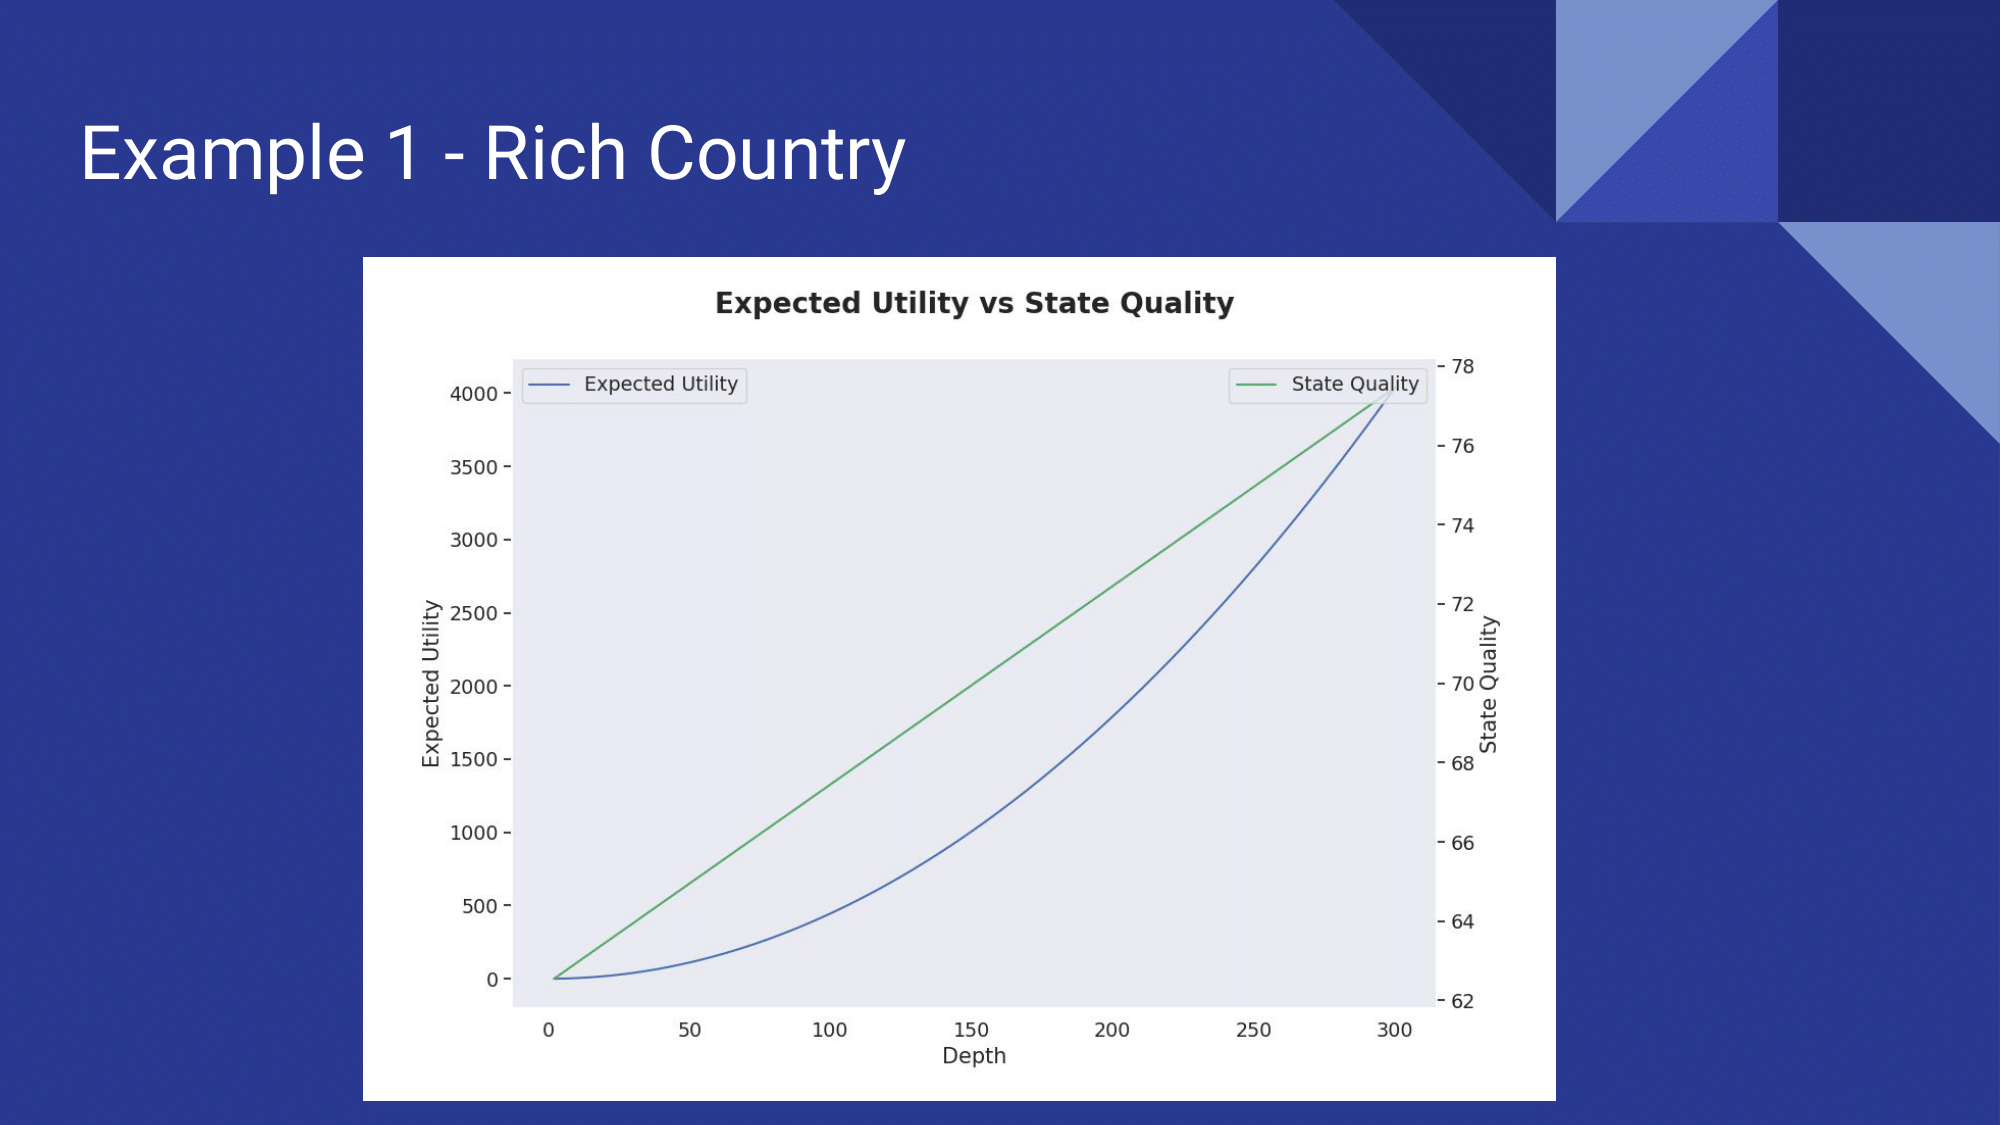 Example 1 - Rich Country
Expected Utility vs State Quality
Expected Utility
State Quality
4000
3500
3000
2500
2000
1500
1000
500
0
Expected Utility
78
76
74
72
70
68
66
64
62
State Quality
0 50 100 150 200 250 300
Depth